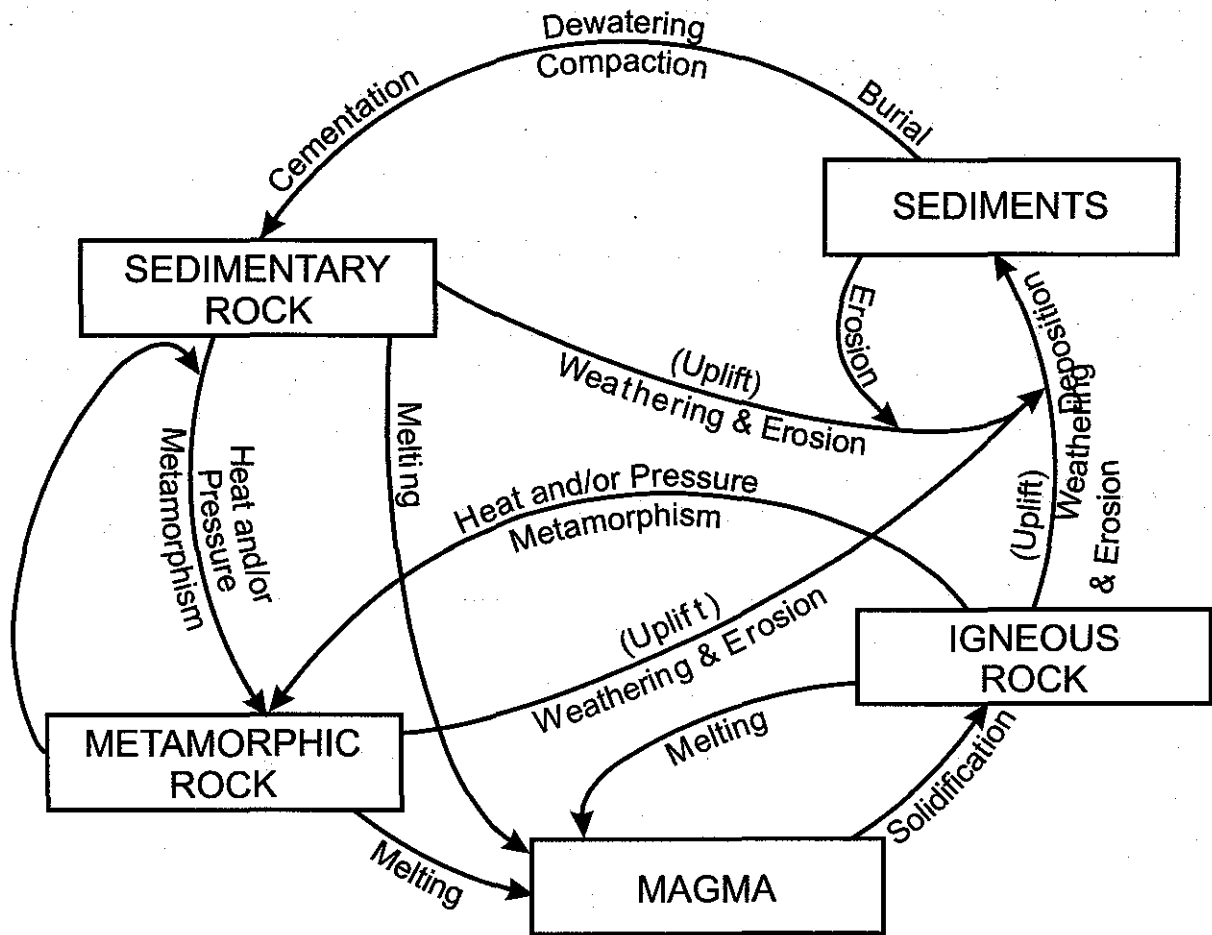 Dewatering
Compaction
Burial
Cementation
SEDIMENTS
SEDIMENTARY
ROCK
Erosion
Deposition
(Uplift)
Weathering & Erosion
Melting
Heat and/or
Pressure
Metamorphism
Heat and/or Pressure
Metamorphism
(Uplift)
Weathering
& Erosion
(Uplift)
Weathering & Erosion
IGNEOUS
ROCK
METAMORPHIC
ROCK
Melting
Solidification
Melting
MAGMA